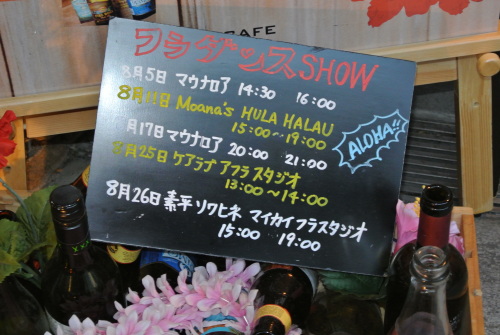 CAFE
フラダンスSHOW
8月5日 マウナロア 14:30 16:00
8月11日 Moana's HULA HALAU
15:00~19:00
ALOHA!!
月17日 マウナロア 20:00 21:00
月25日 ケアラブアフラスタジオ
13:00~14:00
8月26日 素平ソワヒネ マイカイフラスタジオ
15:00 19:00